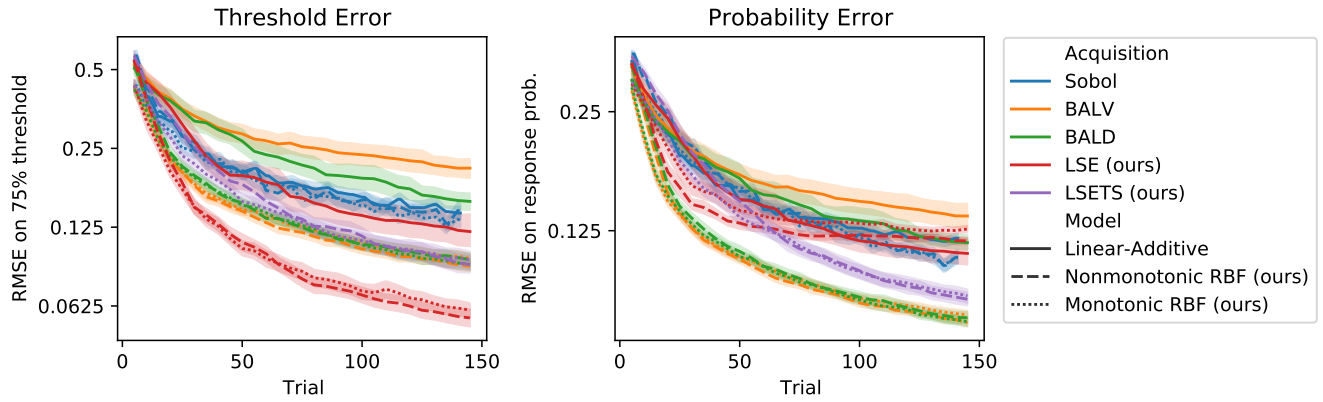 Threshold Error
RMSE on 75% threshold
0.5
0.25
0.125
0.0625
0
50
100
150
Trial
Probability Error
RMSE on response prob.
0.25
0.125
0
50
100
150
Trial
Acquisition
Sobol
BALV
BALD
LSE (ours)
LSETS (ours)
Model
Linear-Additive
Nonmonotonic RBF (ours)
Monotonic RBF (ours)